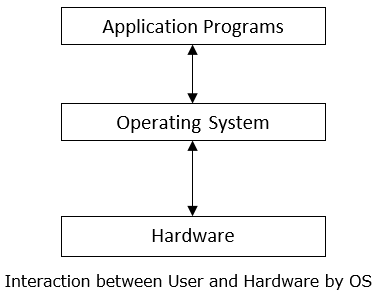 Application Programs
Operating System
Hardware
Interaction between User and Hardware by OS